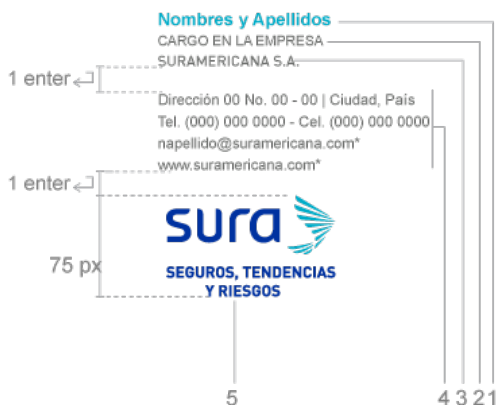 Nombres y Apellidos
CARGO EN LA EMPRESA
SURAMERICANA S.A.
1 enter
Dirección 00 No. 00 - 00 | Ciudad, País
Tel. (000) 000 0000 - Cel. (000) 000 0000
napellido@suramericana.com*
www.suramericana.com*
1 enter
sura
75 px
SEGUROS, TENDENCIAS
Y RIESGOS
5 4 3 2 1